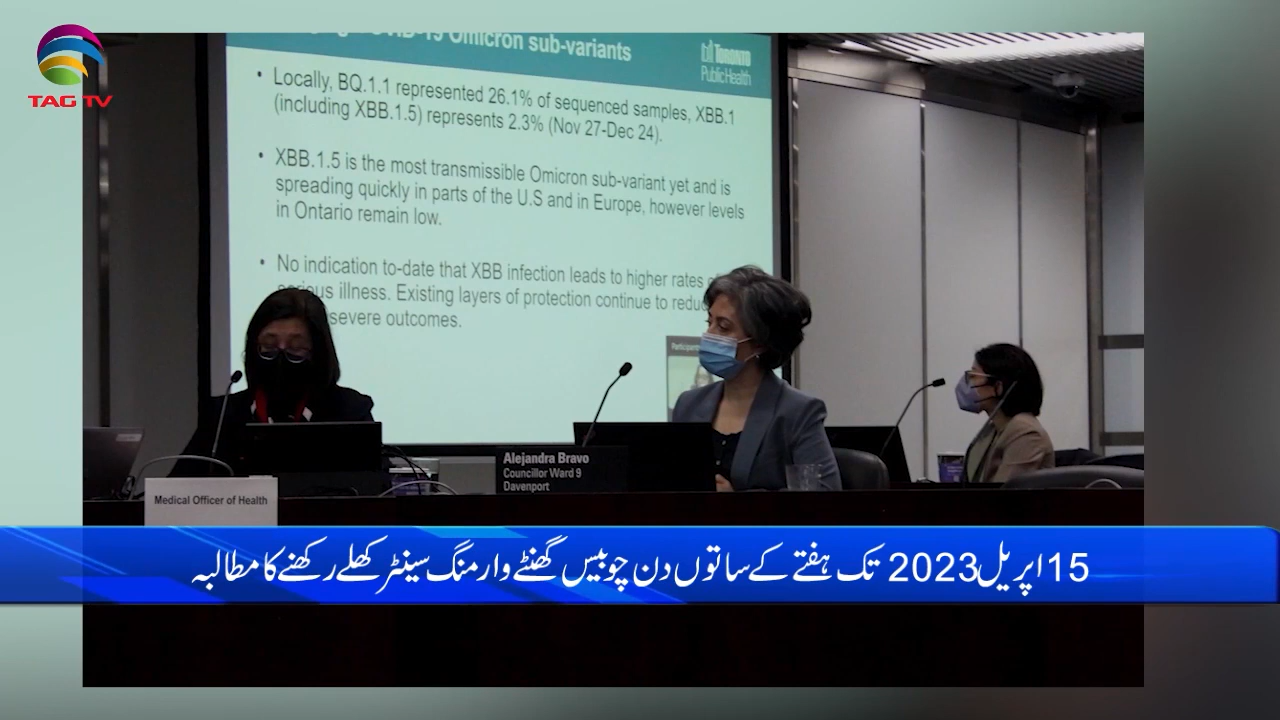 TAG TV
Omicron sub-variants
TORONTO
Public Health
• Locally, BQ.1.1 represented 26.1% of sequenced samples, XBB.1
(including XBB.1.5) represents 2.3% (Nov 27-Dec 24).
• XBB.1.5 is the most transmissible Omicron sub-variant yet and is
spreading quickly in parts of the U.S and in Europe, however levels
in Ontario remain low.
• No indication to-date that XBB infection leads to higher rates
illness. Existing layers of protection continue to
severe outcomes.
Alejandra Bravo
Councillor Ward 9
Davenport
Medical Officer of Health
15 اپریل 2023 تک ہفتے کے ساتوں دن چوبیس گھنٹے وارمنگ سینٹر کھلے رکھنے کا مطالبہ